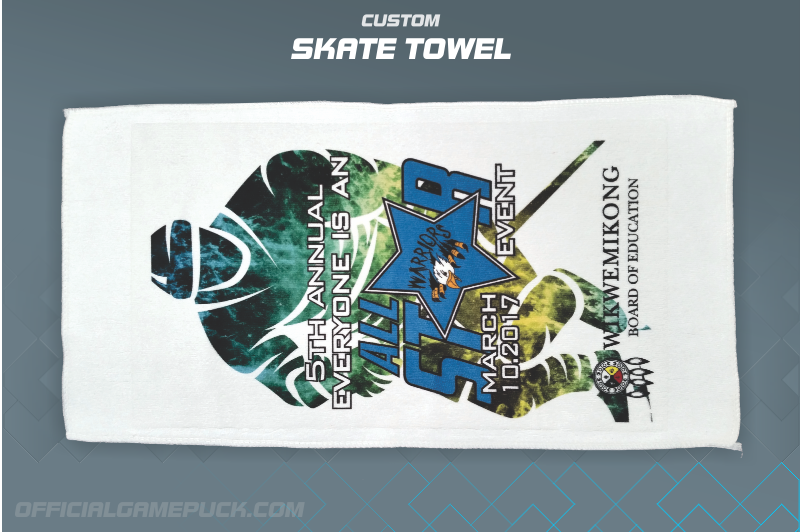 CUSTOM
SKATE TOWEL
5TH ANNUAL
EVERYONE IS AN
ALL
STAR
WARRIORS
MARCH
10.2017
EVENT
WIKWEMIKONG
BOARD OF EDUCATION
OFFICIALGAMEPUCK.COM